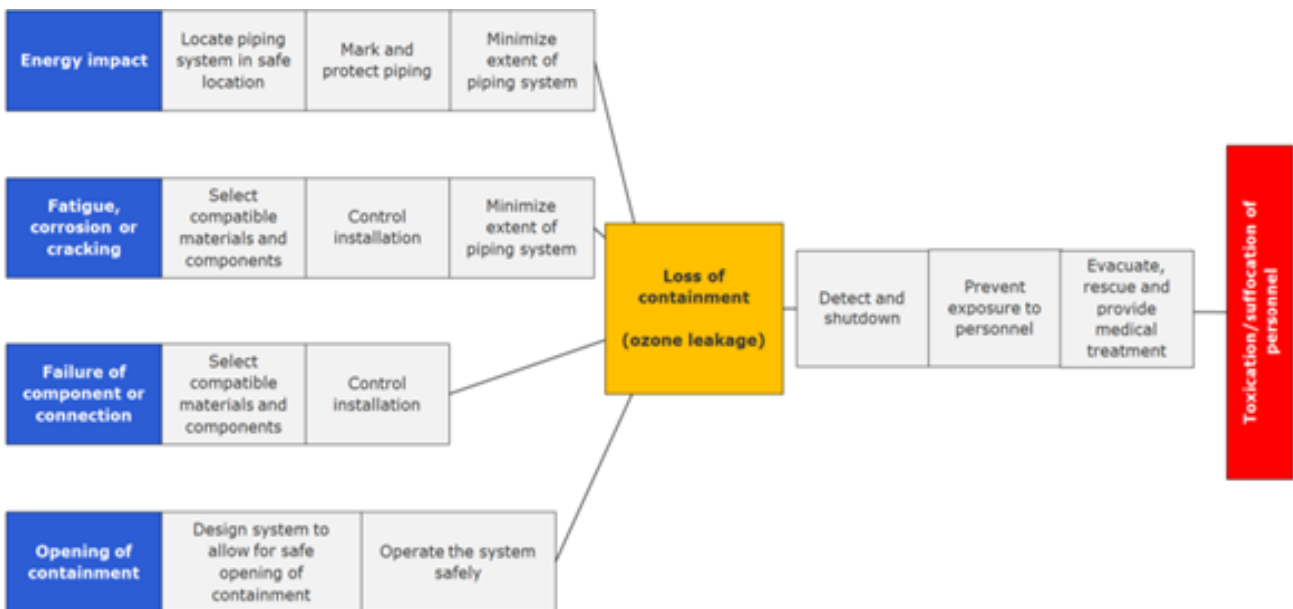 Energy impact
Locate piping
system in safe
location
Mark and
protect piping
Minimize
extent of
piping system
Fatigue,
corrosion or
cracking
Select
compatible
materials and
components
Control
installation
Minimize
extent of
piping system
Failure of
component or
connection
Select
compatible
materials and
components
Control
installation
Opening of
containment
Design system to
allow for safe
opening of
containment
Operate the system
safely
Loss of
containment
(ozone leakage)
Detect and
shutdown
Prevent
exposure to
personnel
Evacuate,
rescue and
provide
medical
treatment
Toxication/suffocation of
personnel